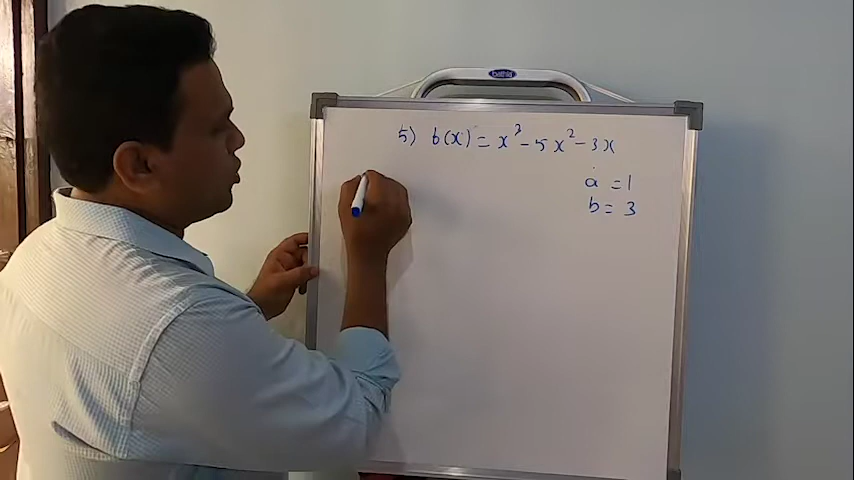 5) f(x) = x³ - 5x² - 3x
a = 1
b = 3